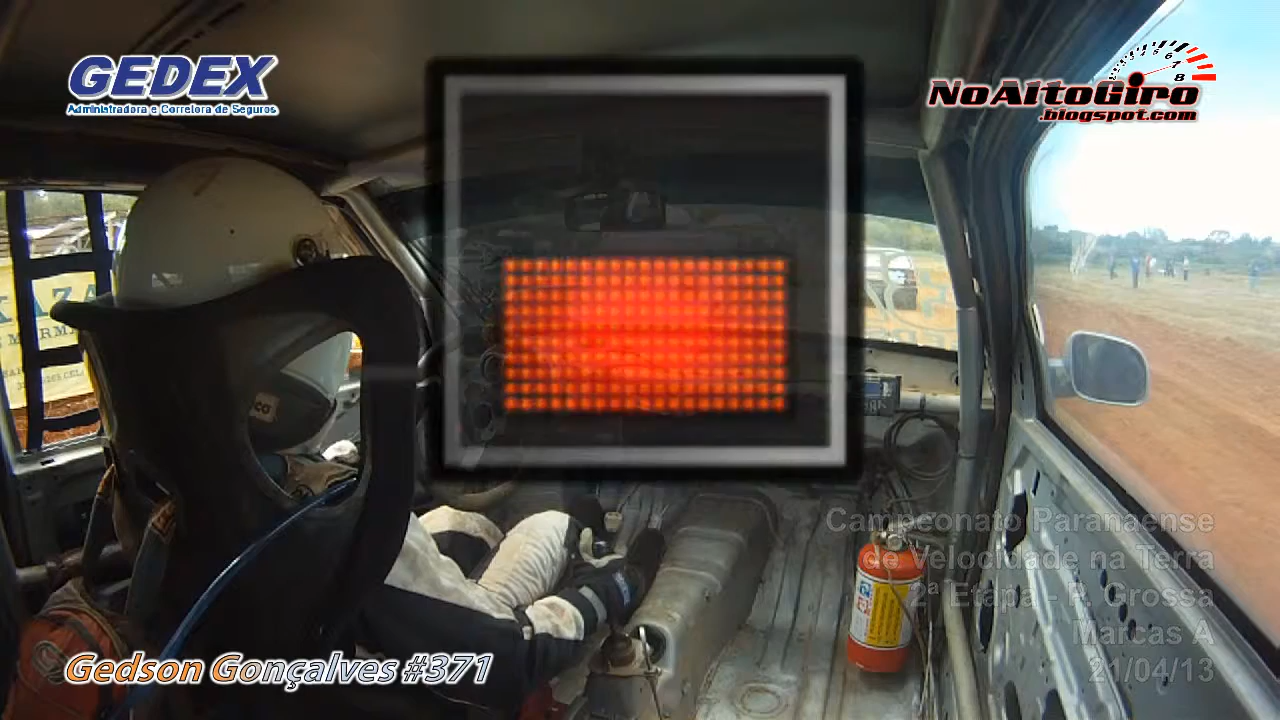 GEDEX
Administradora e Corretora de Seguros
NoAltoGiro
.blogspot.com
Campeonato Paranaense
de Velocidade na Terra
2ª Etapa - P. Grossa
Marcas A
21/04/13
Gedson Gonçalves #371